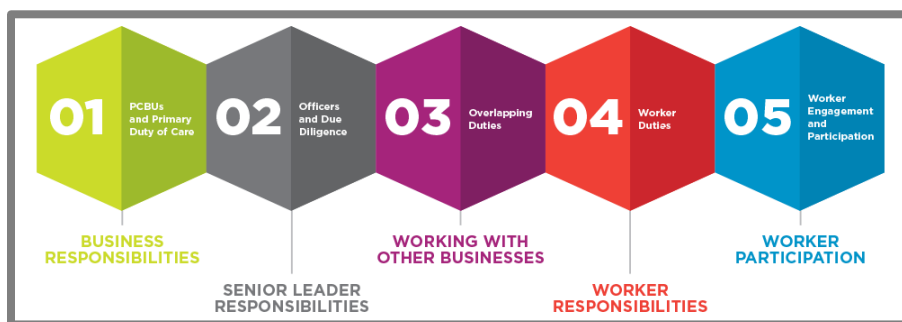 01
PCBUs
and Primary
Duty of Care
02
Officers
and Due
Diligence
03
Overlapping
Duties
04
Worker
Duties
05
Worker
Engagement
and
Participation
BUSINESS
RESPONSIBILITIES
SENIOR LEADER
RESPONSIBILITIES
WORKING WITH
OTHER BUSINESSES
WORKER
RESPONSIBILITIES
WORKER
PARTICIPATION